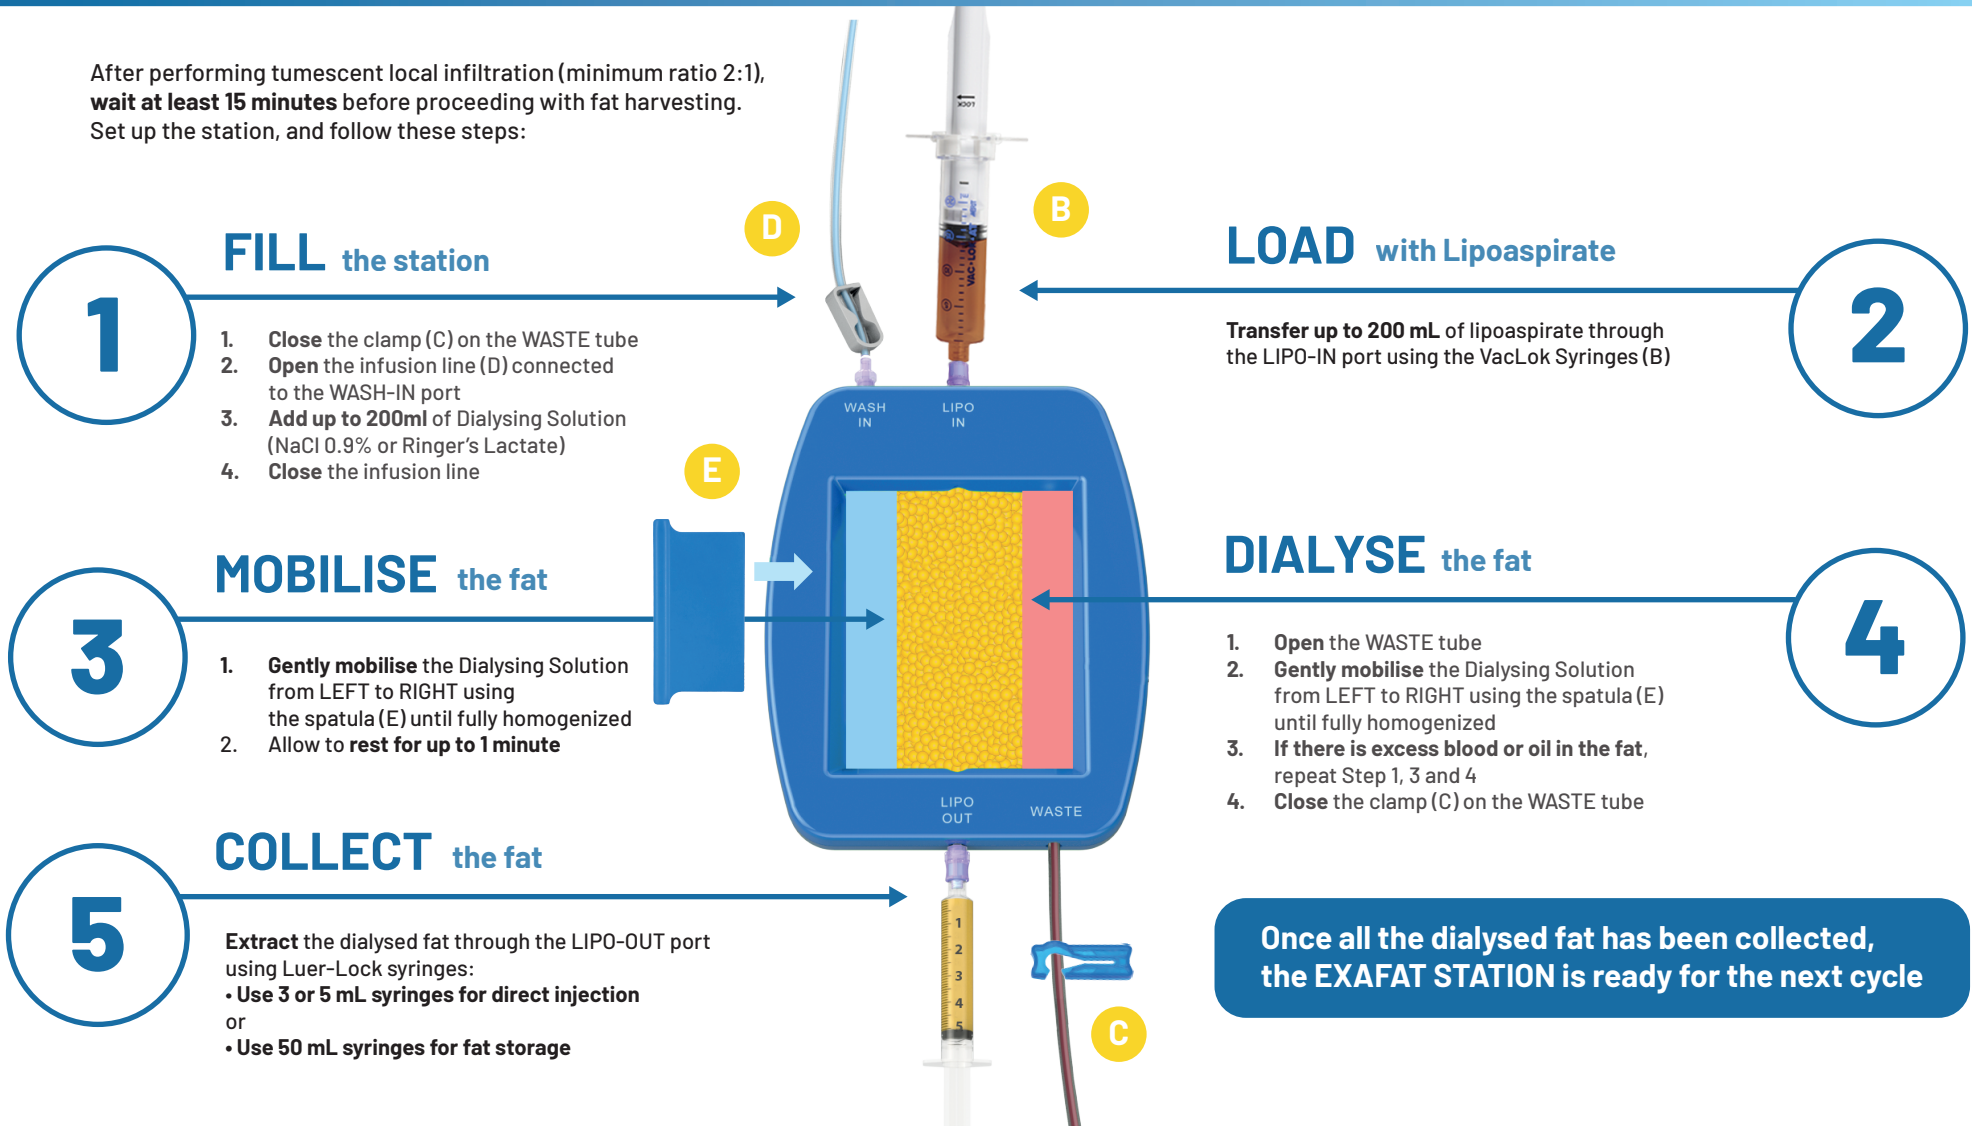 After performing tumescent local infiltration (minimum ratio 2:1),
wait at least 15 minutes before proceeding with fat harvesting.
Set up the station, and follow these steps:
1
FILL the station
1. Close the clamp (C) on the WASTE tube
2. Open the infusion line (D) connected
to the WASH-IN port
3. Add up to 200ml of Dialysing Solution
(NaCl 0.9% or Ringer's Lactate)
4. Close the infusion line
D
B
LOCK
VAC-LOK
2
LOAD with Lipoaspirate
Transfer up to 200 mL of lipoaspirate through
the LIPO-IN port using the VacLok Syringes (B)
WASH
IN
LIPO
IN
E
3
MOBILISE the fat
1. Gently mobilise the Dialysing Solution
from LEFT to RIGHT using
the spatula (E) until fully homogenized
2. Allow to rest for up to 1 minute
4
DIALYSE the fat
1. Open the WASTE tube
2. Gently mobilise the Dialysing Solution
from LEFT to RIGHT using the spatula (E)
until fully homogenized
3. If there is excess blood or oil in the fat,
repeat Step 1, 3 and 4
4. Close the clamp (C) on the WASTE tube
LIPO
OUT
WASTE
5
COLLECT the fat
Extract the dialysed fat through the LIPO-OUT port
using Luer-Lock syringes:
• Use 3 or 5 mL syringes for direct injection
or
• Use 50 mL syringes for fat storage
1
2
3
4
5
C
Once all the dialysed fat has been collected,
the EXAFAT STATION is ready for the next cycle